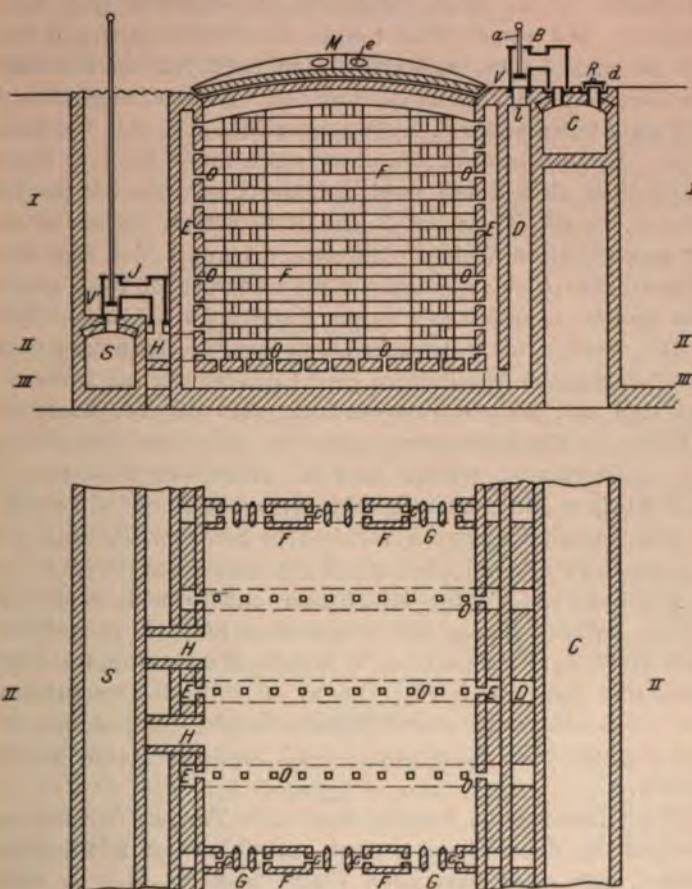 M e a B
V R d
l C
I O F O I
E E D
O F O
V J
II S H O O II
III III
E E
F F G
O
S H C
II E O E D II
H
E O O
E E E E
G F F G